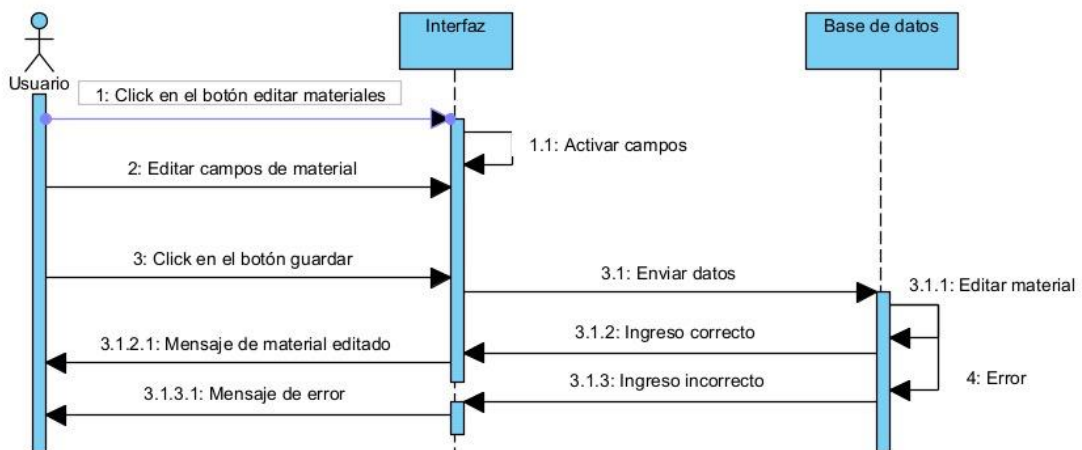 Interfaz
Base de datos
Usuario
1: Click en el botón editar materiales
1.1: Activar campos
2: Editar campos de material
3: Click en el botón guardar
3.1: Enviar datos
3.1.1: Editar material
3.1.2: Ingreso correcto
3.1.2.1: Mensaje de material editado
3.1.3: Ingreso incorrecto
4: Error
3.1.3.1: Mensaje de error